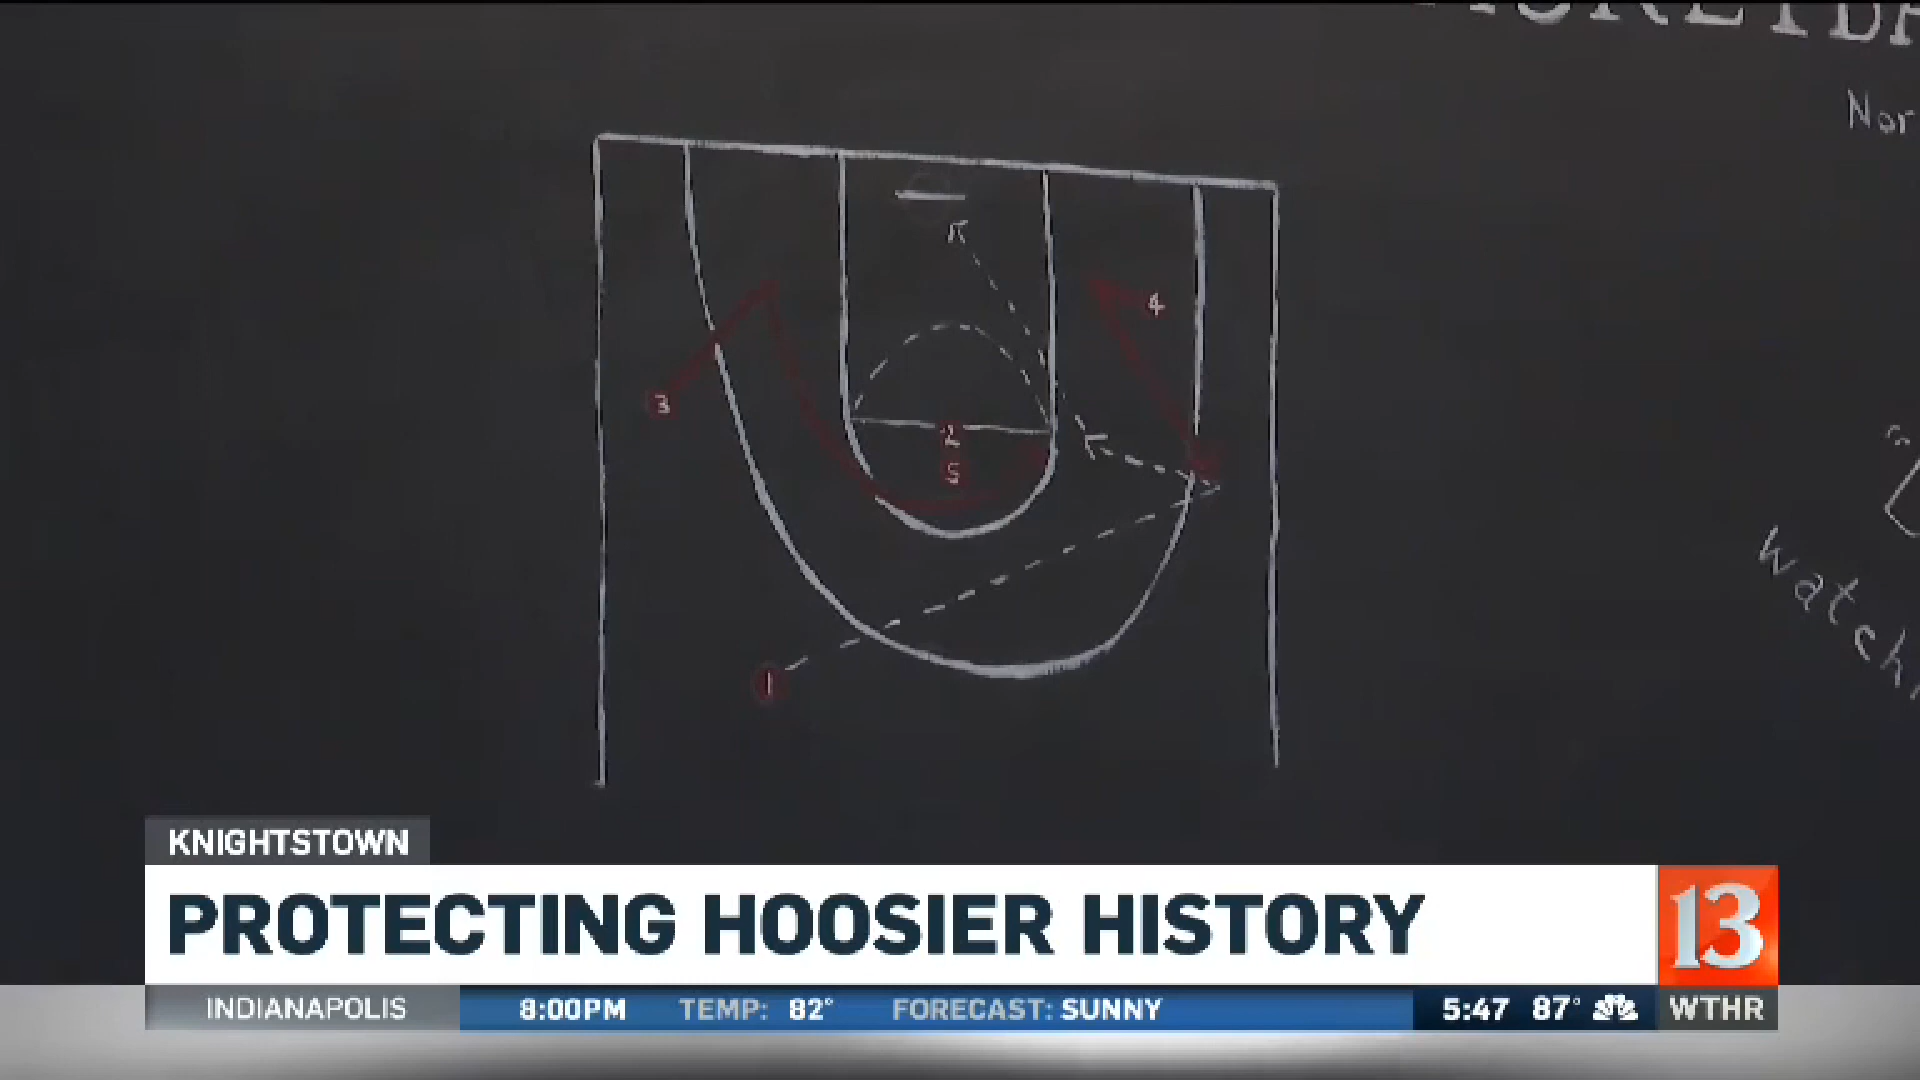 Nor
4
3
2
5
watch
1
KNIGHTSTOWN
PROTECTING HOOSIER HISTORY
13
INDIANAPOLIS 8:00PM TEMP: 82° FORECAST: SUNNY 5:47 87° WTHR